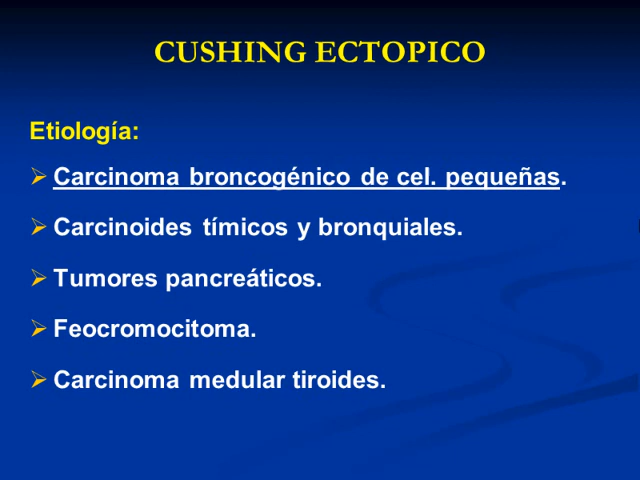 CUSHING ECTOPICO
Etiología:
Carcinoma broncogénico de cel. pequeñas.
Carcinoides tímicos y bronquiales.
Tumores pancreáticos.
Feocromocitoma.
Carcinoma medular tiroides.